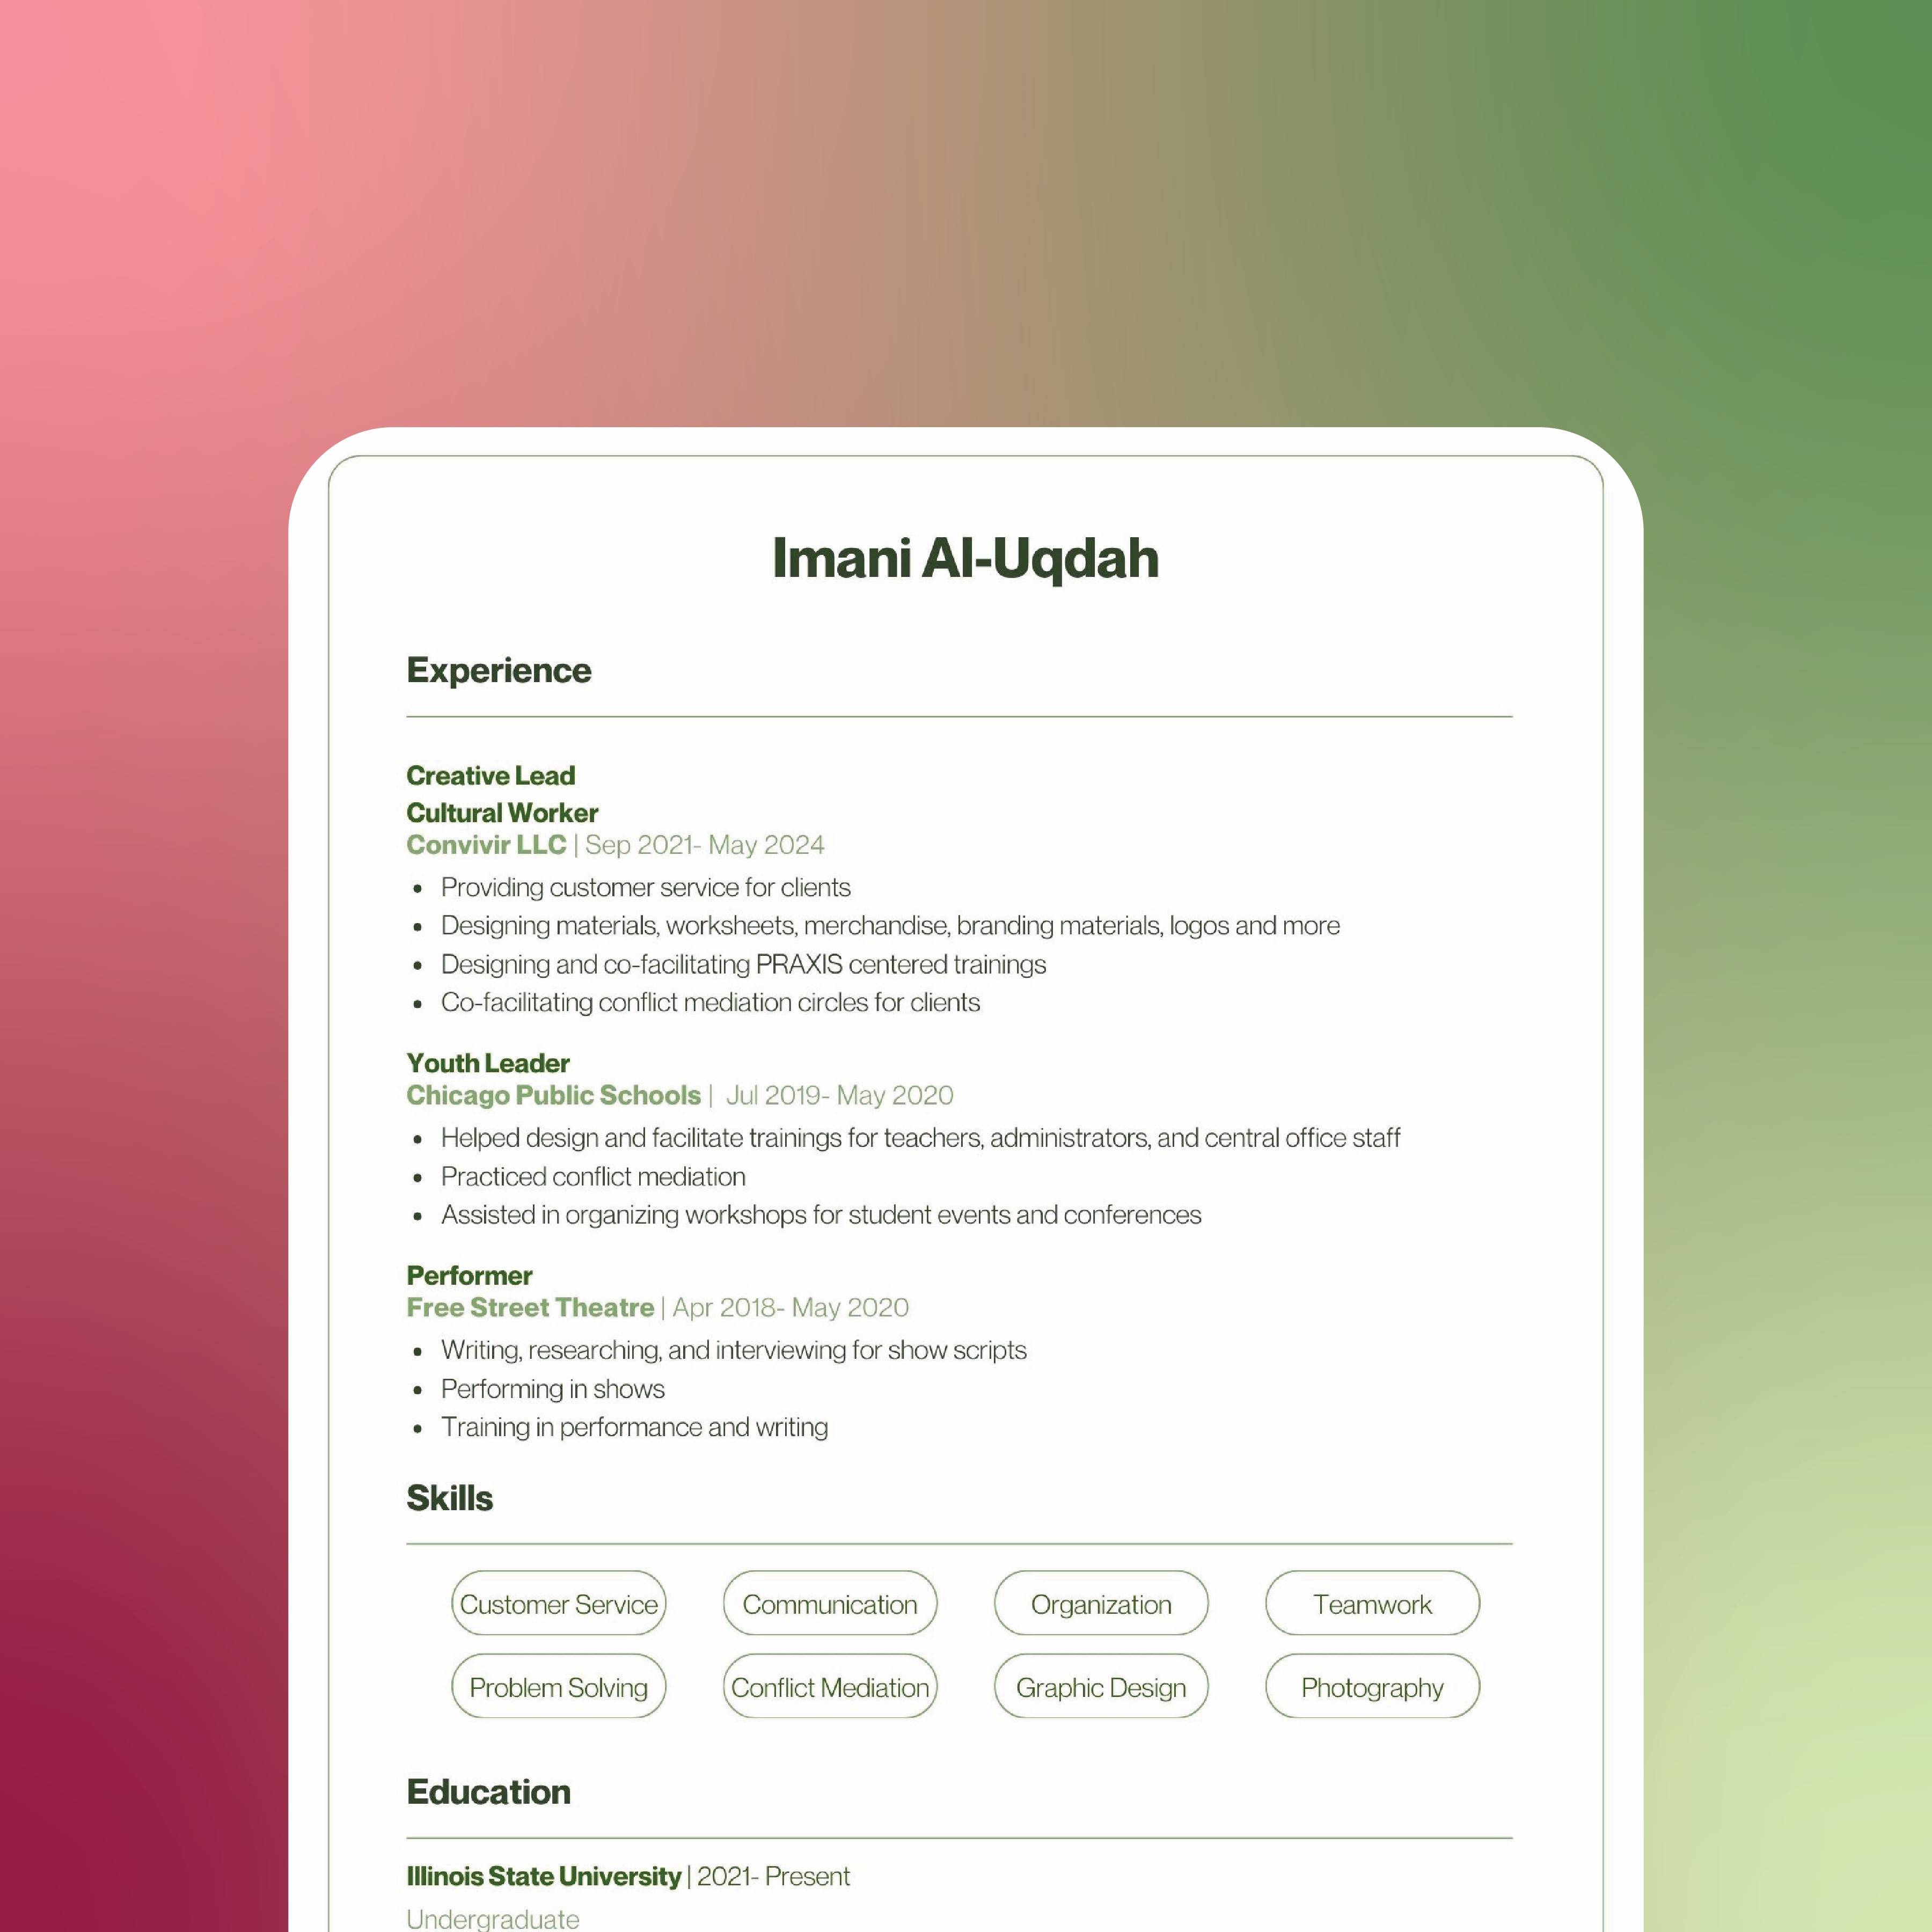 Imani Al-Uqdah
Experience
Creative Lead
Cultural Worker
Convivir LLC | Sep 2021- May 2024
• Providing customer service for clients
• Designing materials, worksheets, merchandise, branding materials, logos and more
• Designing and co-facilitating PRAXIS centered trainings
• Co-facilitating conflict mediation circles for clients
Youth Leader
Chicago Public Schools | Jul 2019- May 2020
• Helped design and facilitate trainings for teachers, administrators, and central office staff
• Practiced conflict mediation
• Assisted in organizing workshops for student events and conferences
Performer
Free Street Theatre | Apr 2018- May 2020
• Writing, researching, and interviewing for show scripts
• Performing in shows
• Training in performance and writing
Skills
Customer Service Communication Organization Teamwork
Problem Solving Conflict Mediation Graphic Design Photography
Education
Illinois State University | 2021- Present
Undergraduate